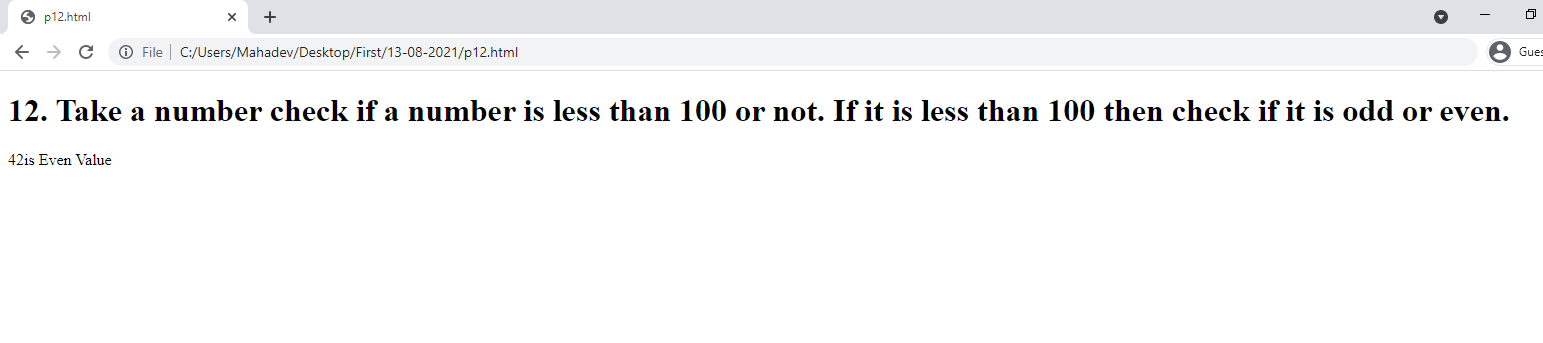 p12.html
File C:/Users/Mahadev/Desktop/First/13-08-2021/p12.html
Gues
12. Take a number check if a number is less than 100 or not. If it is less than 100 then check if it is odd or even.
42is Even Value